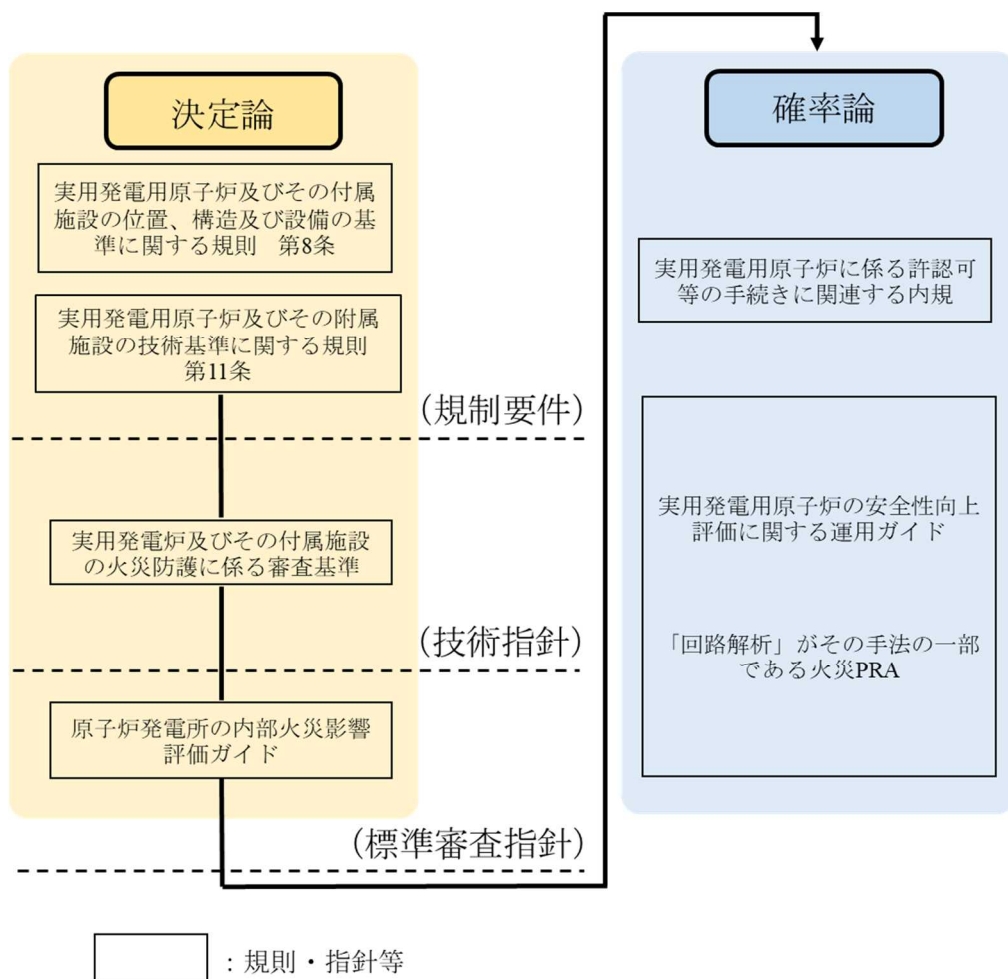 決定論
実用発電用原子炉及びその付属
施設の位置、構造及び設備の基
準に関する規則　第8条
実用発電用原子炉及びその附属
施設の技術基準に関する規則
第11条
(規制要件)
実用発電炉及びその付属施設
の火災防護に係る審査基準
(技術指針)
原子炉発電所の内部火災影響
評価ガイド
(標準審査指針)
確率論
実用発電用原子炉に係る許認可
等の手続きに関連する内規
実用発電用原子炉の安全性向上
評価に関する運用ガイド
「回路解析」がその手法の一部
である火災PRA
：規則・指針等